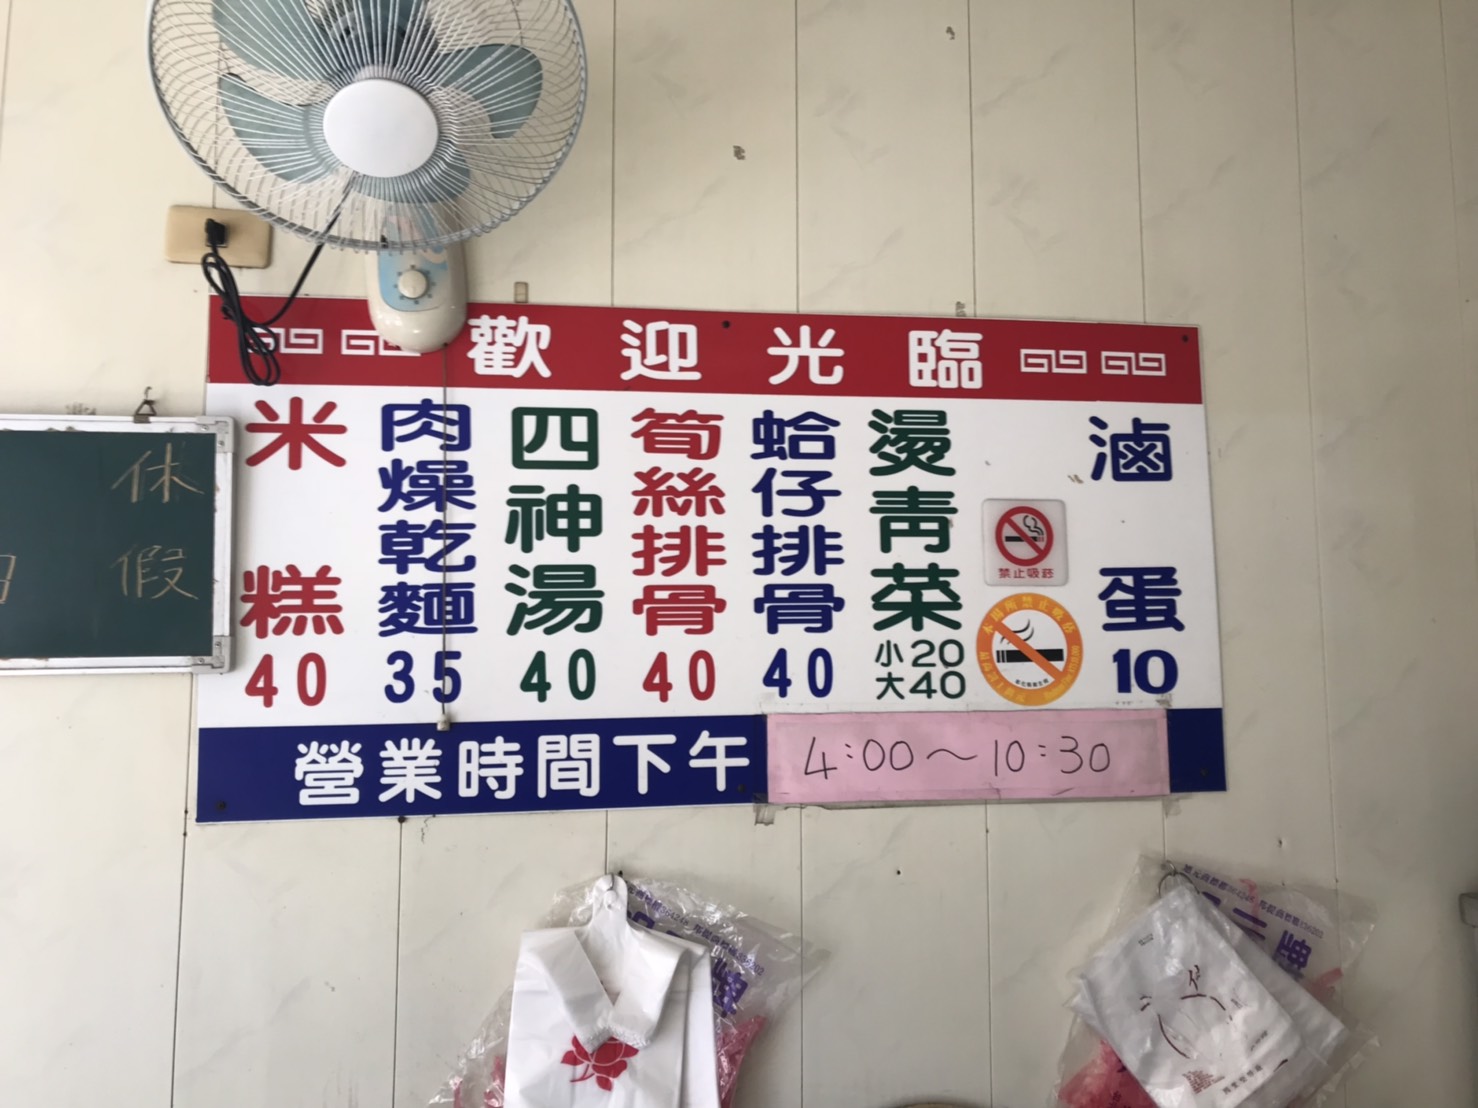 歡迎光臨
米糕
40
肉燥乾麵
35
四神湯
40
筍絲排骨
40
蛤仔排骨
40
燙青菜
小20
大40
滷蛋
10
禁止吸菸
營業時間下午
4:00～10:30
休假